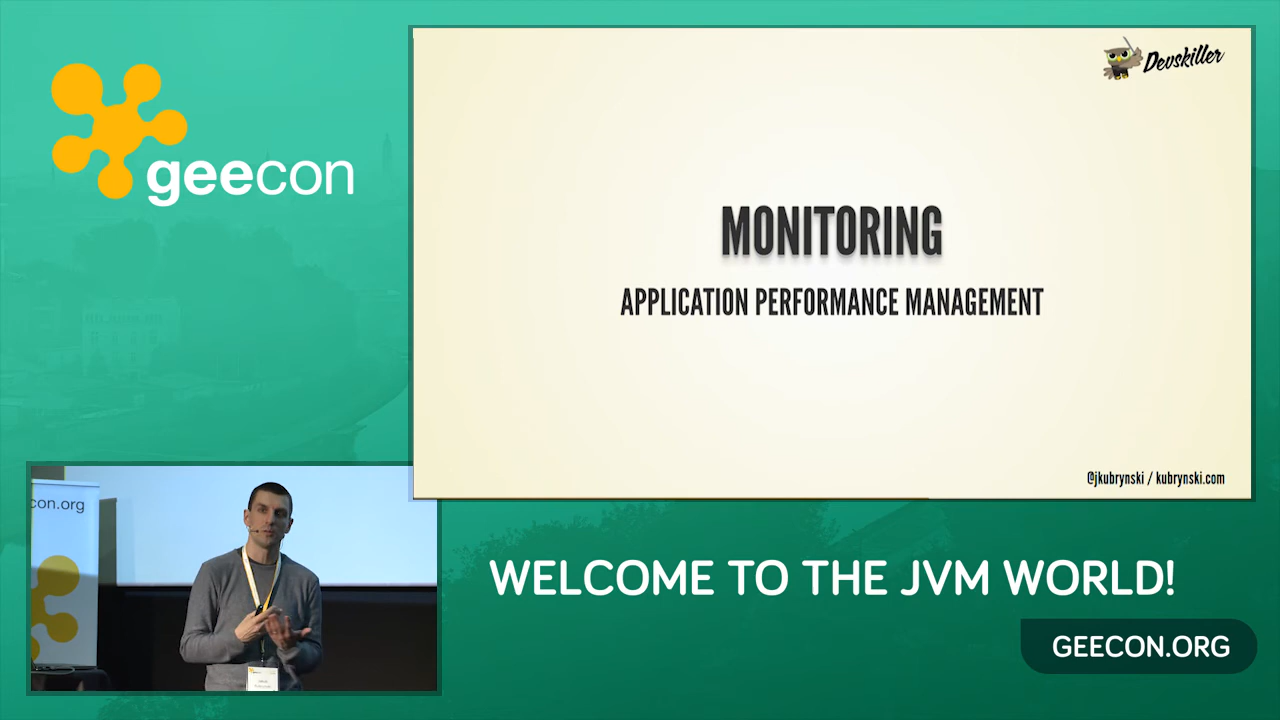 geecon
Devskiller
MONITORING
APPLICATION PERFORMANCE MANAGEMENT
@jkubrynski / kubrynski.com
con.org
WELCOME TO THE JVM WORLD!
GEECON.ORG